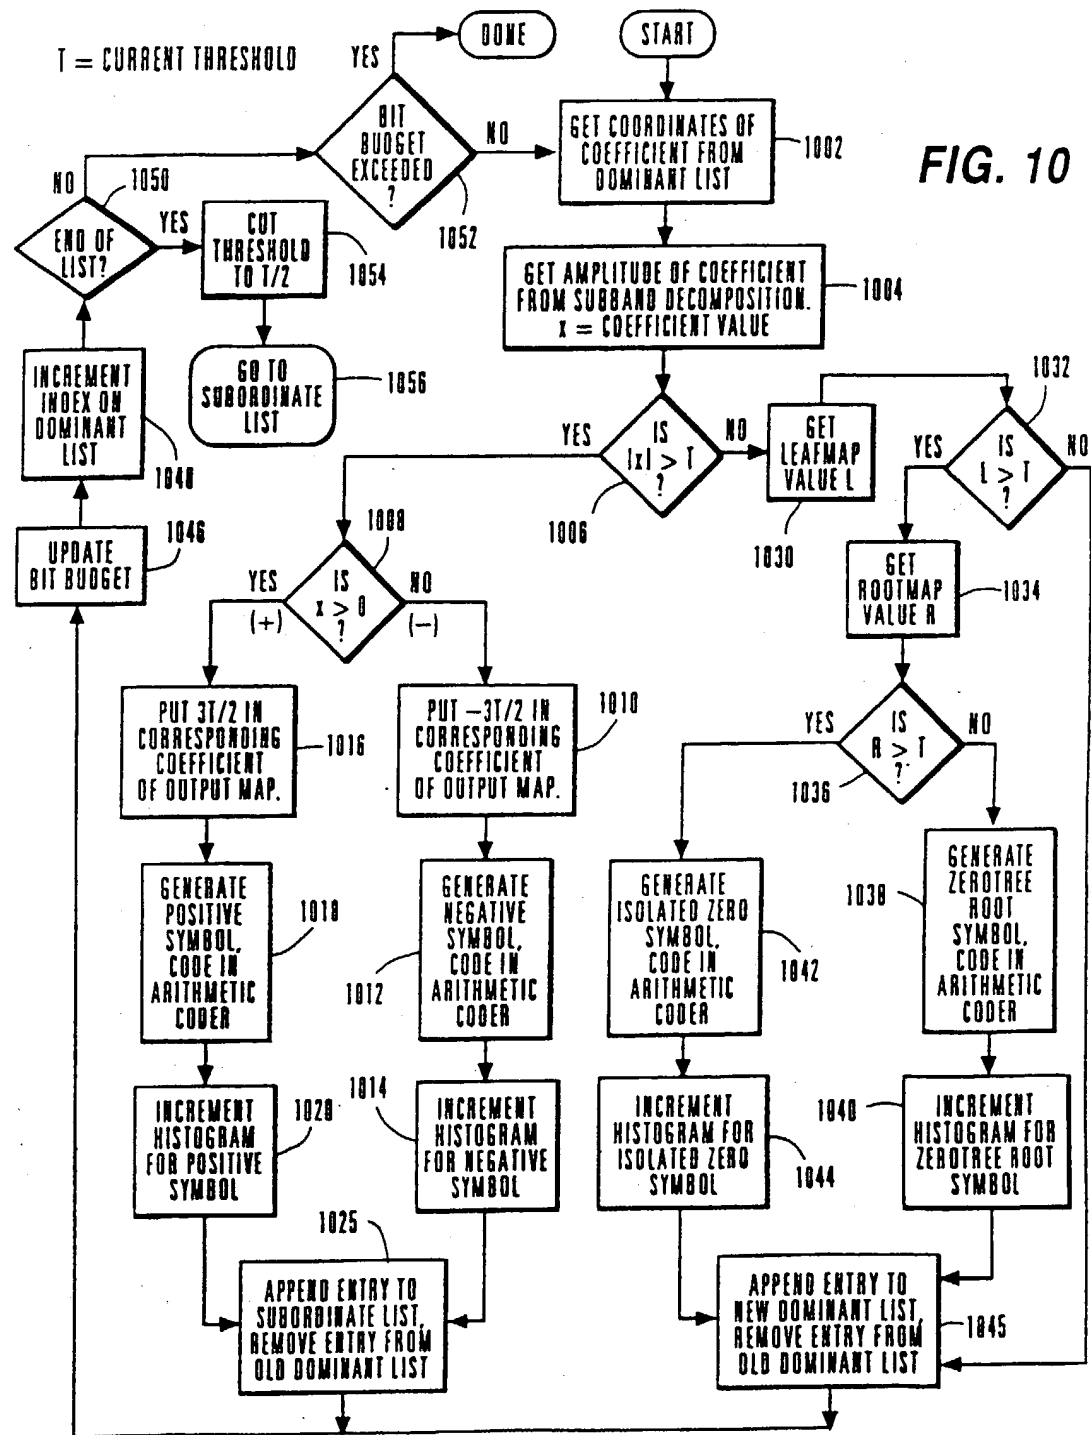 T = CURRENT THRESHOLD
YES
DONE
START
BIT
BUDGET
EXCEEDED
?
NO
1052
GET COORDINATES OF
COEFFICIENT FROM
DOMINANT LIST
1002
FIG. 10
NO
1050
END OF
LIST?
YES
CUT
THRESHOLD
TO T/2
1054
GO TO
SUBORDINATE
LIST
1056
GET AMPLITUDE OF COEFFICIENT
FROM SUBBAND DECOMPOSITION.
x = COEFFICIENT VALUE
1004
INCREMENT
INDEX ON
DOMINANT
LIST
1048
UPDATE
BIT BUDGET
1046
YES
IS
|x| > T
?
NO
1006
GET
LEAFMAP
VALUE L
1030
1032
YES
IS
L > T
?
NO
GET
ROOTMAP
VALUE R
1034
1008
YES
(+)
IS
x > 0
?
NO
(−)
PUT 3T/2 IN
CORRESPONDING
COEFFICIENT
OF OUTPUT MAP.
1016
PUT −3T/2 IN
CORRESPONDING
COEFFICIENT
OF OUTPUT MAP.
1010
YES
IS
R > T
?
NO
1036
GENERATE
POSITIVE
SYMBOL,
CODE IN
ARITHMETIC
CODER
1018
GENERATE
NEGATIVE
SYMBOL,
CODE IN
ARITHMETIC
CODER
1012
GENERATE
ISOLATED ZERO
SYMBOL,
CODE IN
ARITHMETIC
CODER
1042
GENERATE
ZEROTREE
ROOT
SYMBOL,
CODE IN
ARITHMETIC
CODER
1038
INCREMENT
HISTOGRAM
FOR POSITIVE
SYMBOL
1020
INCREMENT
HISTOGRAM
FOR NEGATIVE
SYMBOL
1014
INCREMENT
HISTOGRAM FOR
ISOLATED ZERO
SYMBOL
1044
INCREMENT
HISTOGRAM FOR
ZEROTREE ROOT
SYMBOL
1040
1025
APPEND ENTRY TO
SUBORDINATE LIST,
REMOVE ENTRY FROM
OLD DOMINANT LIST
APPEND ENTRY TO
NEW DOMINANT LIST,
REMOVE ENTRY FROM
OLD DOMINANT LIST
1045